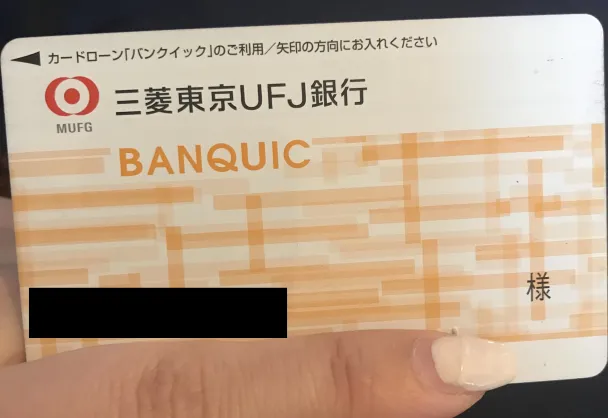 カードローン「バンクイック」のご利用/矢印の方向にお入れください
MUFG
三菱東京UFJ銀行
BANQUIC
様